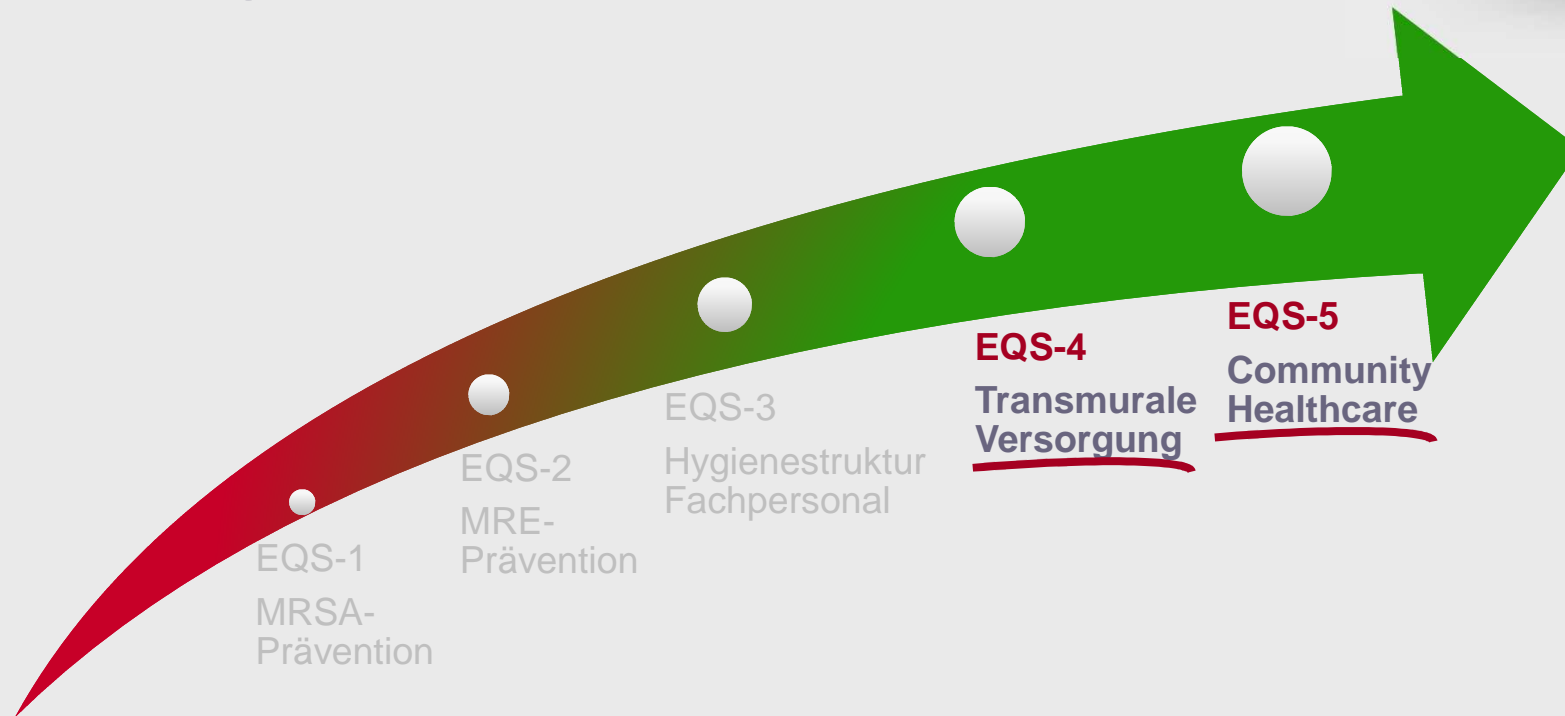 EQS-1
MRSA-
Prävention
EQS-2
MRE-
Prävention
EQS-3
Hygienestruktur
Fachpersonal
EQS-4
Transmurale
Versorgung
EQS-5
Community
Healthcare